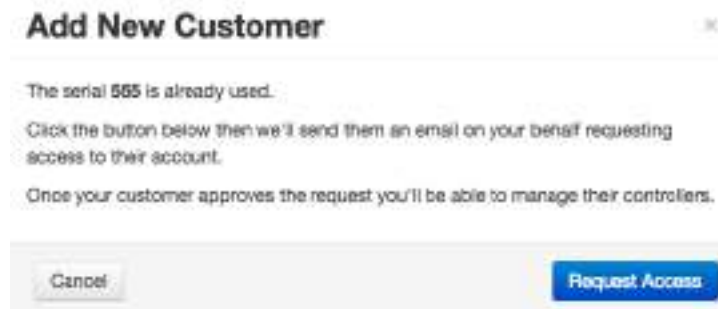 Add New Customer
×
The serial 555 is already used.
Click the button below then we'll send them an email on your behalf requesting
access to their account.
Once your customer approves the request you'll be able to manage their controllers.
Cancel
Request Access